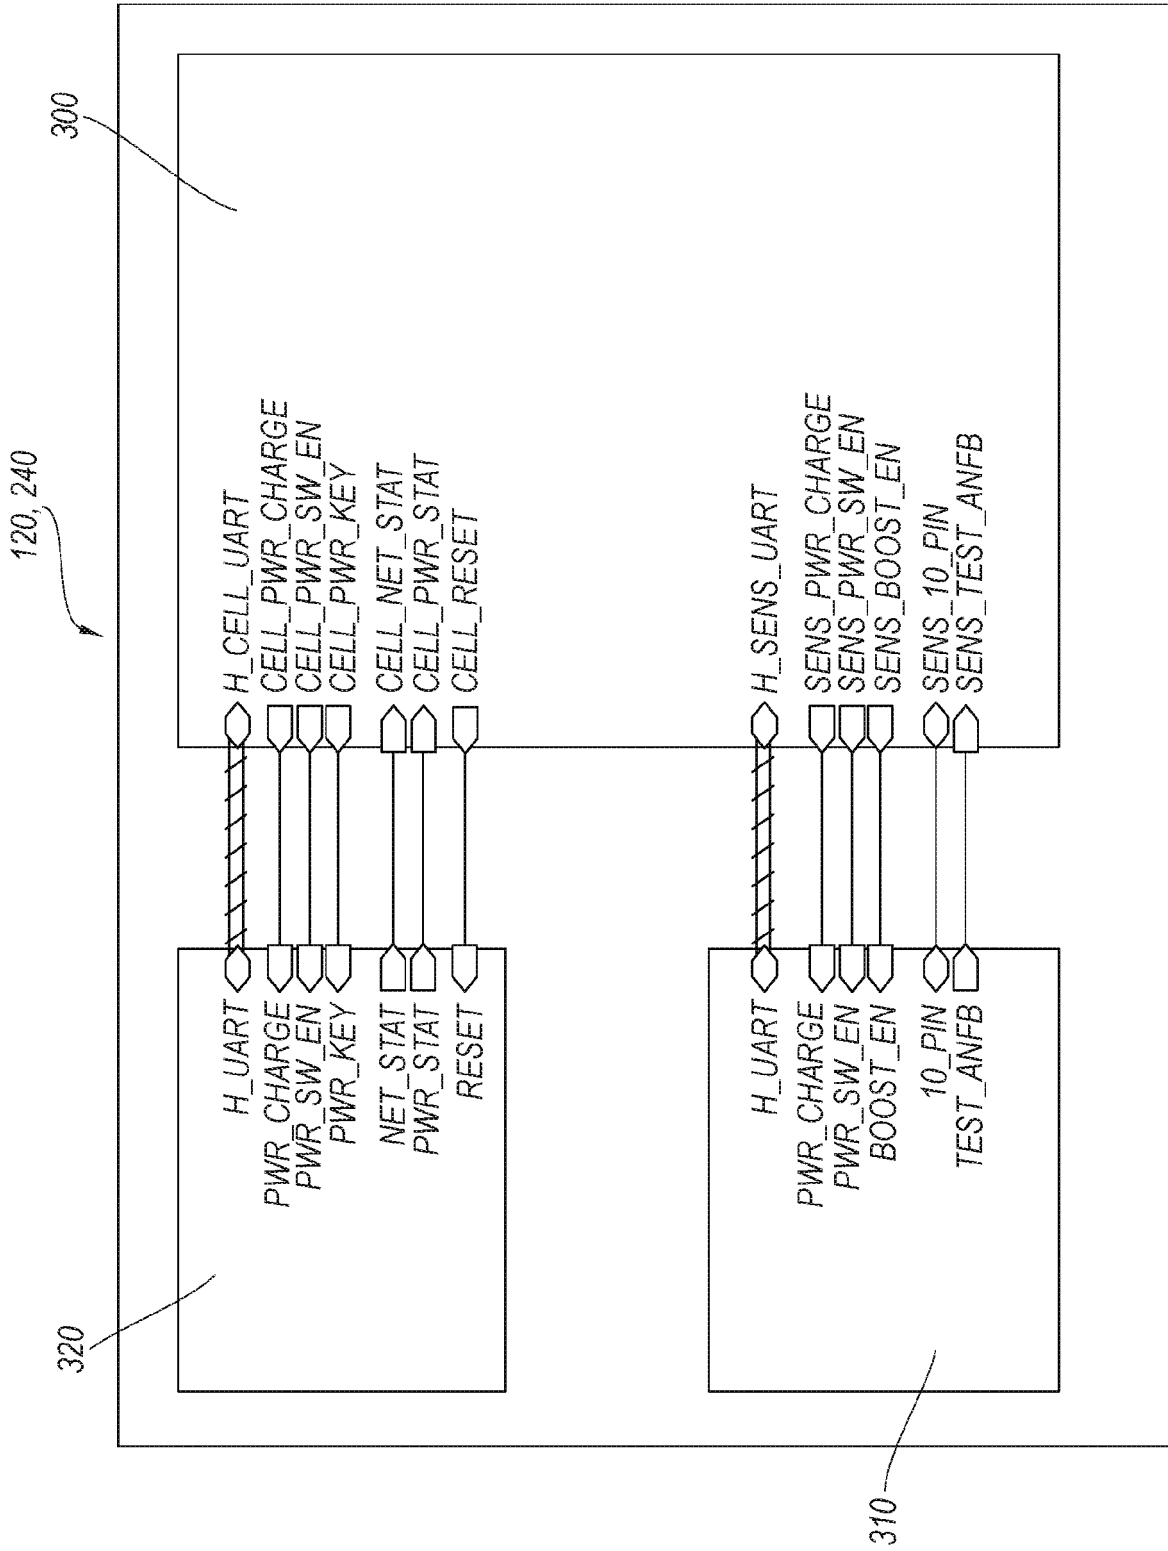 120, 240
320
300
H_UART H_CELL_UART
PWR_CHARGE CELL_PWR_CHARGE
PWR_SW_EN CELL_PWR_SW_EN
PWR_KEY CELL_PWR_KEY
NET_STAT CELL_NET_STAT
PWR_STAT CELL_PWR_STAT
RESET CELL_RESET
H_UART H_SENS_UART
PWR_CHARGE SENS_PWR_CHARGE
PWR_SW_EN SENS_PWR_SW_EN
BOOST_EN SENS_BOOST_EN
10_PIN SENS_10_PIN
TEST_ANFB SENS_TEST_ANFB
310